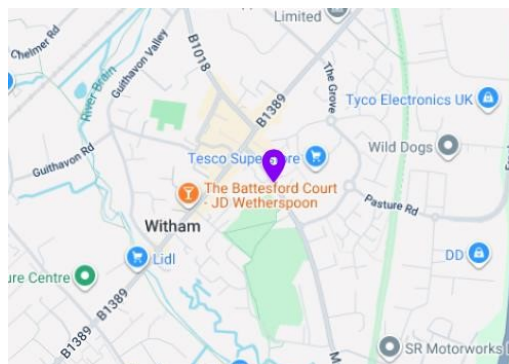 Limited
Chelmer Rd
Guithavon Valley
B1018
River Brain
B1389
The Grove
Tyco Electronics UK
Wild Dogs
Guithavon Rd
Tesco Superstore
The Battesford Court
- JD Wetherspoon
Pasture Rd
Witham
Lidl
DD
ure Centre
B1389
B1389
M
SR Motorworks